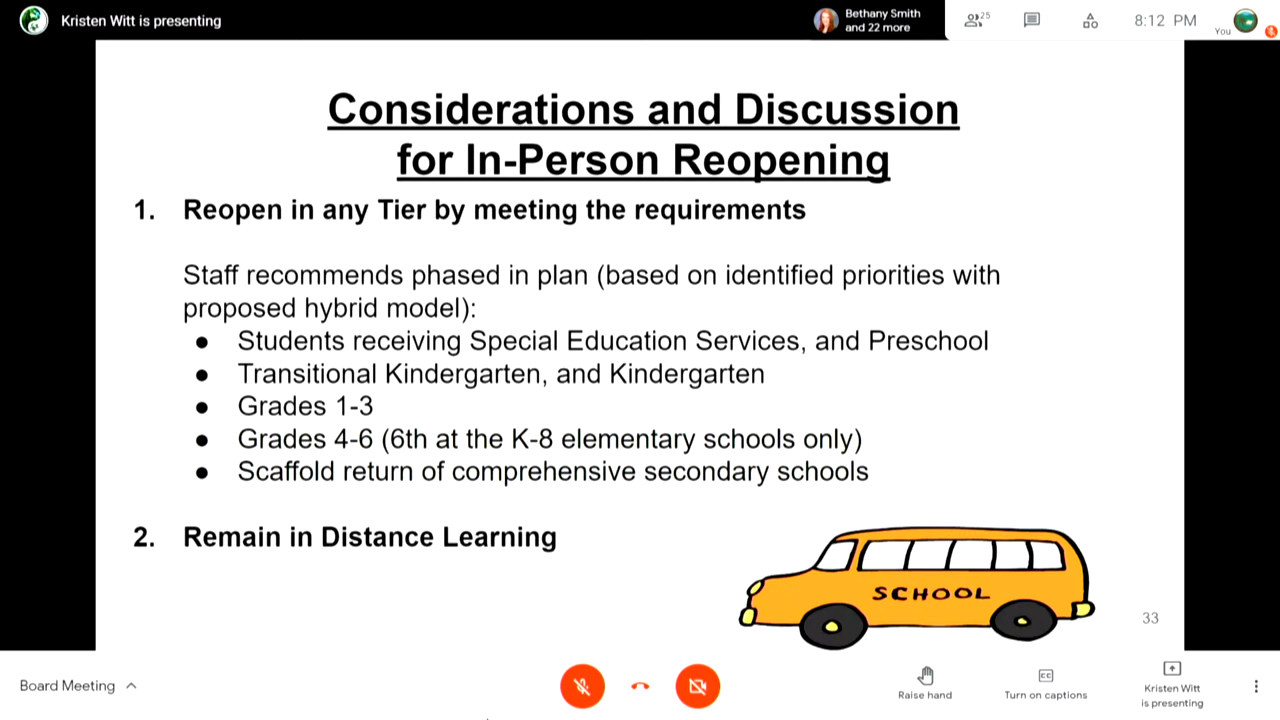 Kristen Witt is presenting
Bethany Smith
and 22 more
25
8:12 PM
You
Considerations and Discussion
for In-Person Reopening
1. Reopen in any Tier by meeting the requirements
Staff recommends phased in plan (based on identified priorities with
proposed hybrid model):
● Students receiving Special Education Services, and Preschool
● Transitional Kindergarten, and Kindergarten
● Grades 1-3
● Grades 4-6 (6th at the K-8 elementary schools only)
● Scaffold return of comprehensive secondary schools
2. Remain in Distance Learning
SCHOOL
33
Board Meeting
Raise hand
CC
Turn on captions
Kristen Witt
is presenting